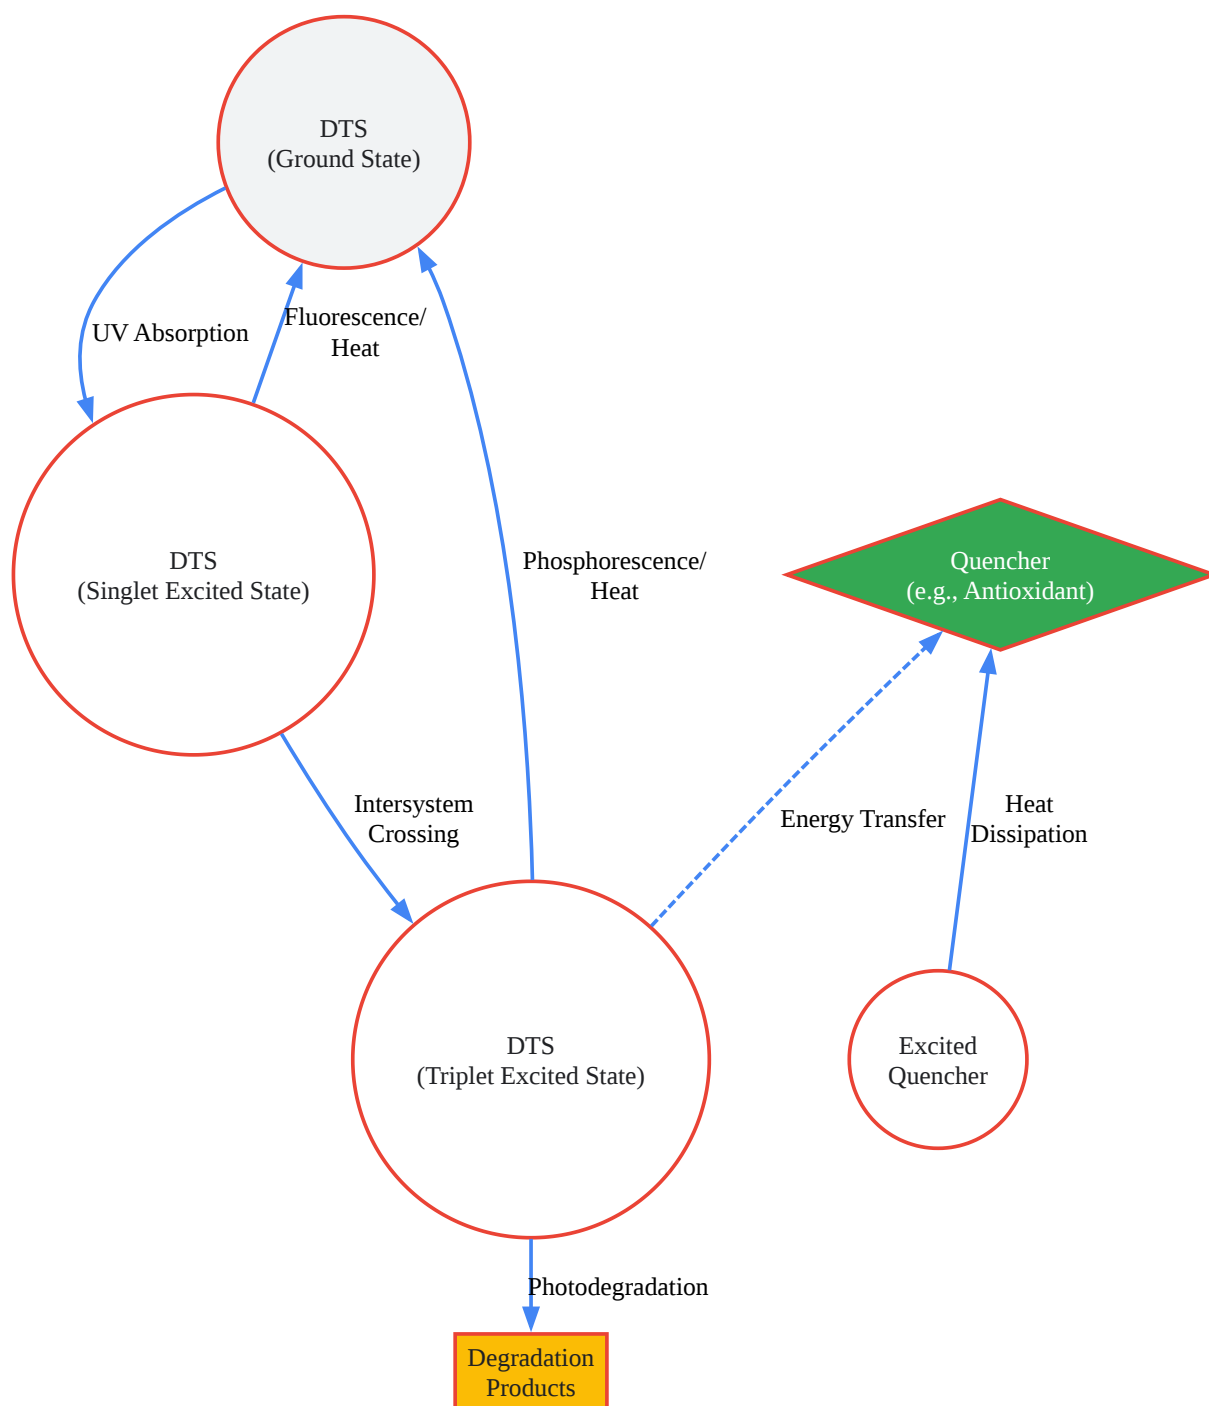 DTS
(Ground State)
UV Absorption
Fluorescence/
Heat
DTS
(Singlet Excited State)
Phosphorescence/
Heat
Quencher
(e.g., Antioxidant)
Intersystem
Crossing
Energy Transfer
Heat
Dissipation
DTS
(Triplet Excited State)
Excited
Quencher
Photodegradation
Degradation
Products